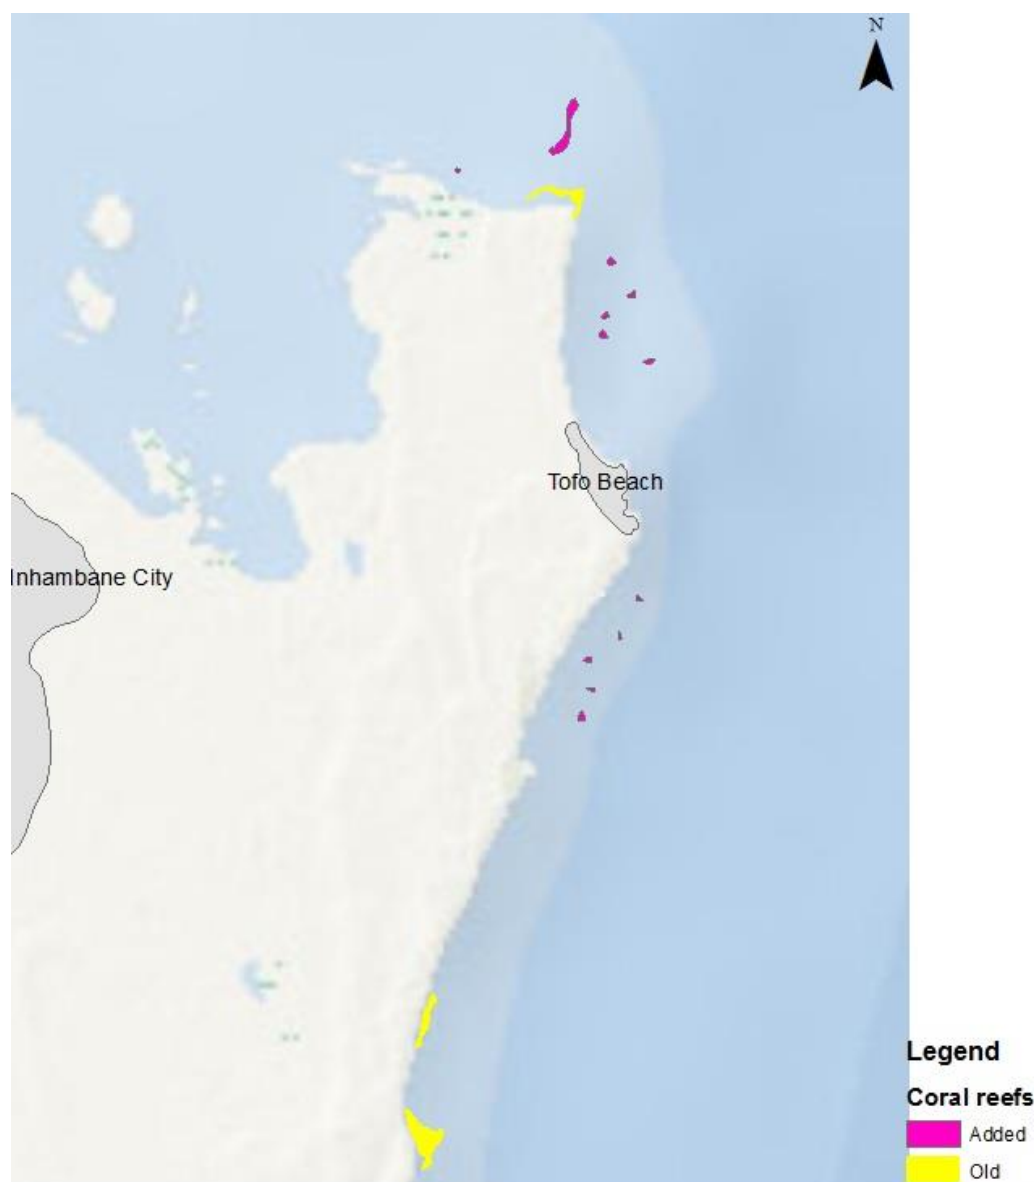 N
Tofo Beach
Inhambane City
Legend
Coral reefs
Added
Old